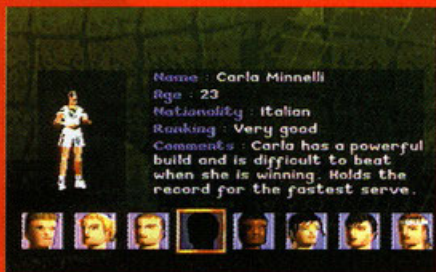 Name : Carla Minnelli
Age : 23
Nationality : Italian
Ranking : Very good
Comments : Carla has a powerful
build and is difficult to beat
when she is winning. Holds the
record for the fastest serve.